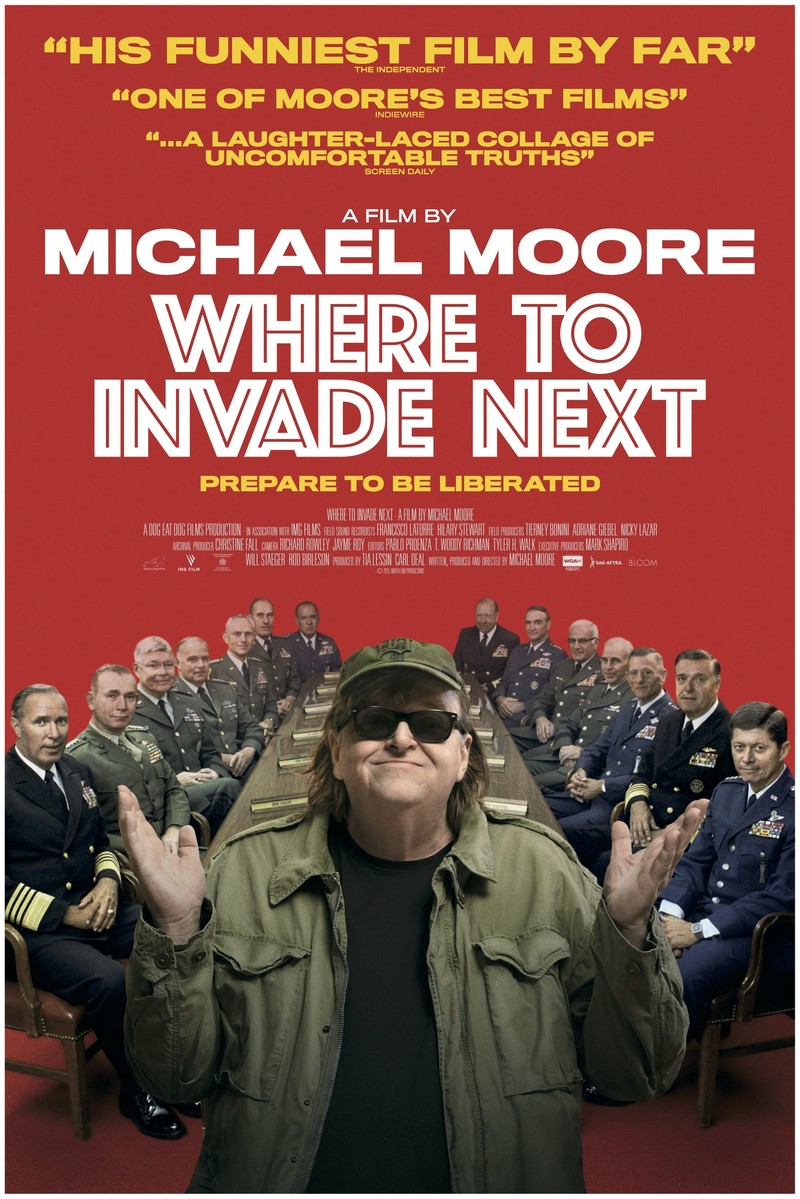 “HIS FUNNIEST FILM BY FAR”
THE INDEPENDENT
“ONE OF MOORE’S BEST FILMS”
INDIEWIRE
“...A LAUGHTER-LACED COLLAGE OF
UNCOMFORTABLE TRUTHS”
SCREEN DAILY
A FILM BY
MICHAEL MOORE
WHERE TO
INVADE NEXT
PREPARE TO BE LIBERATED
WHERE TO INVADE NEXT - A FILM BY MICHAEL MOORE
A DOG EAT DOG FILMS PRODUCTION - IN ASSOCIATION WITH IMG FILMS FIELD SOUND RECORDISTS FRANCISCO LATORRE HILARY STEWART FIELD PRODUCERS TIERNEY BONINI ADRIANE GIEBEL NICKY LAZAR
ARCHIVAL PRODUCER CHRISTINE FALL CAMERA RICHARD ROWLEY JAYME ROY EDITORS PABLO PROENZA T. WOODY RICHMAN TYLER H. WALK EXECUTIVE PRODUCERS MARK SHAPIRO
IMG FILM WILL STAEGER ROD BIRLESON PRODUCED BY TIA LESSIN CARL DEAL WRITTEN, PRODUCED AND DIRECTED BY MICHAEL MOORE WGAW SAG-AFTRA BLOOM